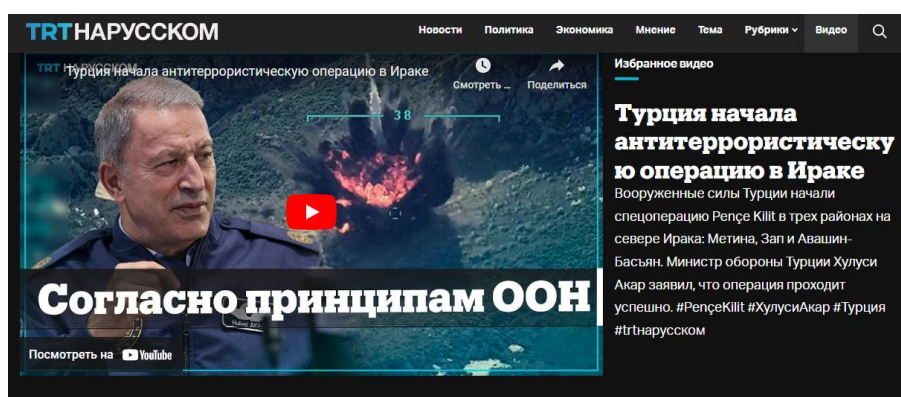 TRT НАРУССКОМ
Новости Политика Экономика Мнение Тема Рубрики Видео
TRT НАРУССКОМ
Турция начала антитеррористическую операцию в Ираке
Смотреть ... Поделиться
38
Согласно принципам ООН
Посмотреть на YouTube
Избранное видео
Турция начала
антитеррористическу
ю операцию в Ираке
Вооруженные силы Турции начали
спецоперацию Pençe Kilit в трех районах на
севере Ирака: Метина, Зап и Авашин-
Басъян. Министр обороны Турции Хулуси
Акар заявил, что операция проходит
успешно. #PençeKilit #ХулусиАкар #Турция
#trtнарусском